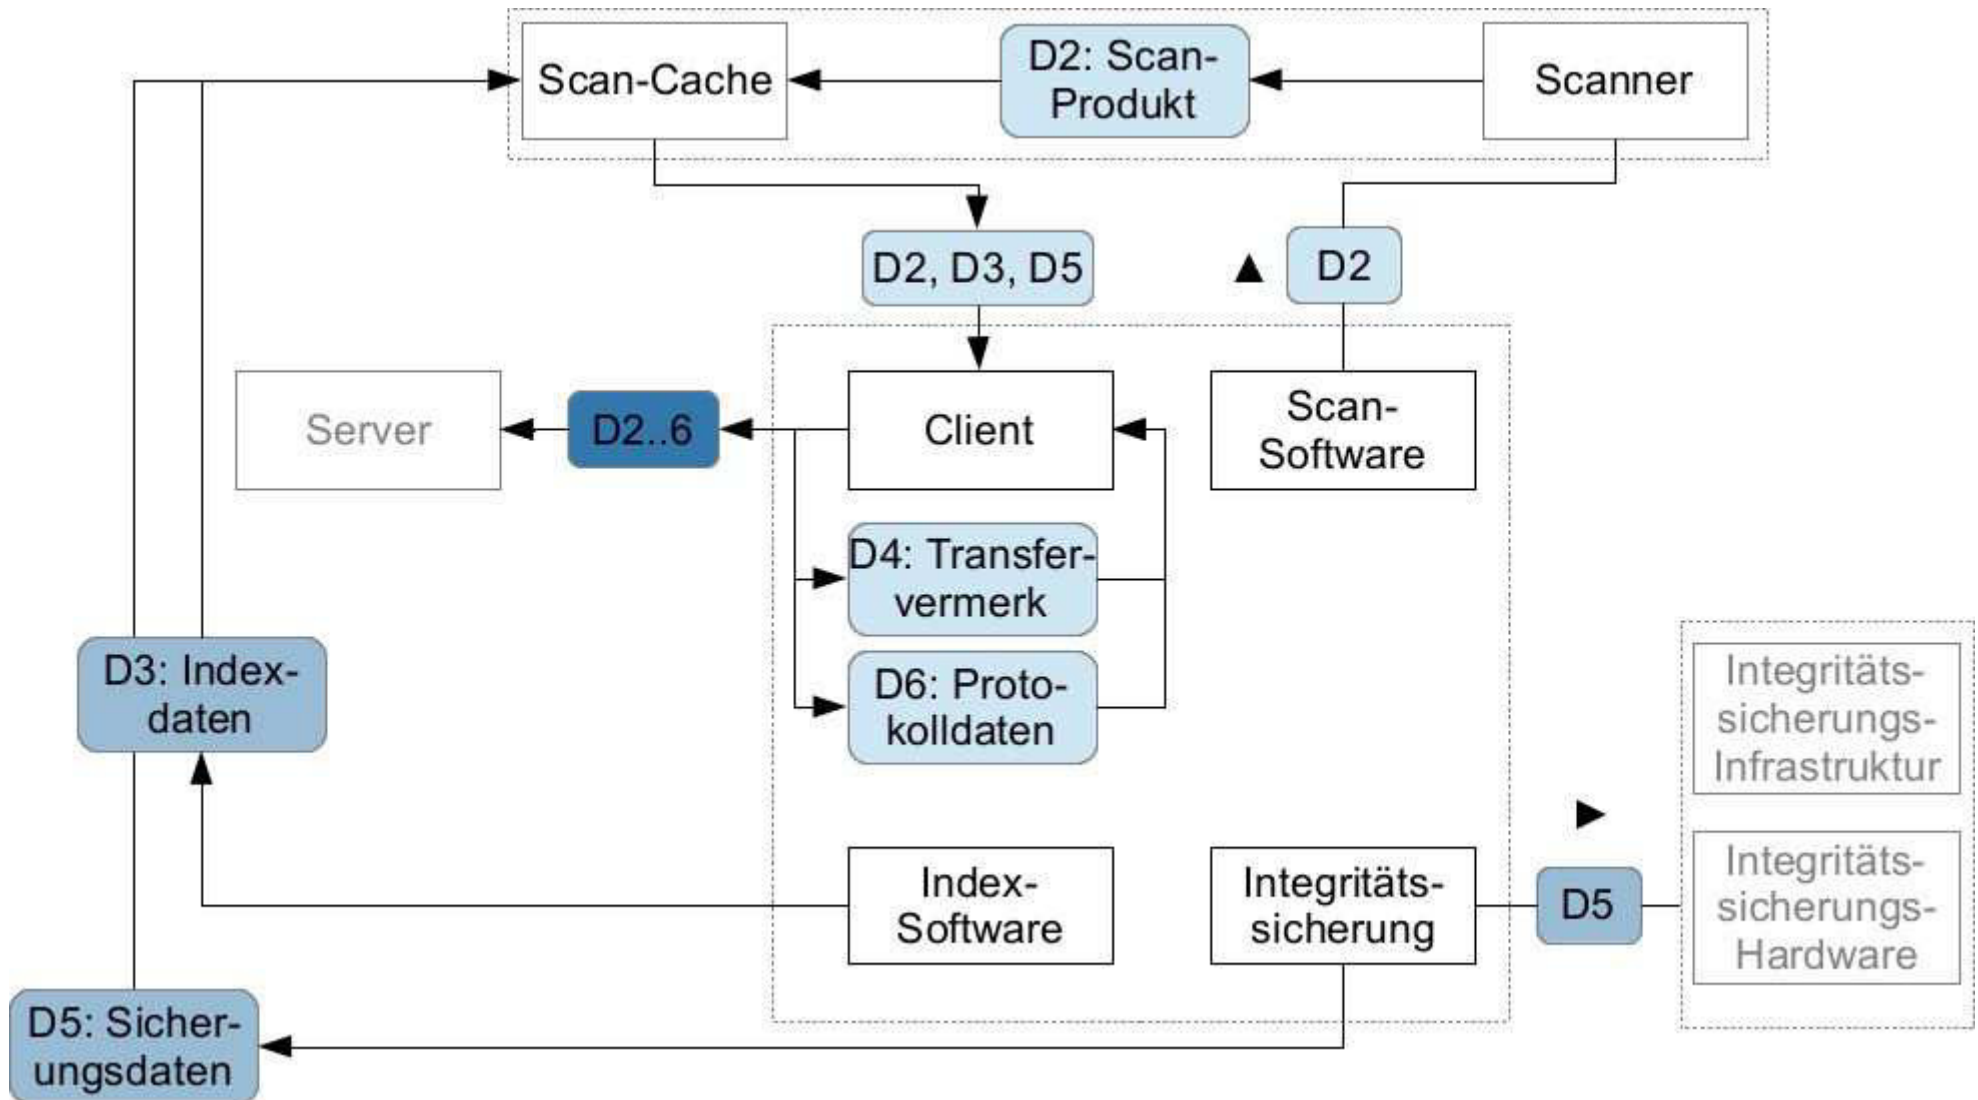 Scan-Cache
D2: Scan-
Produkt
Scanner
D2, D3, D5
D2
Server
D2..6
Client
Scan-
Software
D4: Transfer-
vermerk
D3: Index-
daten
D6: Proto-
kolldaten
Integritäts-
sicherungs-
Infrastruktur
Index-
Software
Integritäts-
sicherung
D5
Integritäts-
sicherungs-
Hardware
D5: Sicher-
ungsdaten